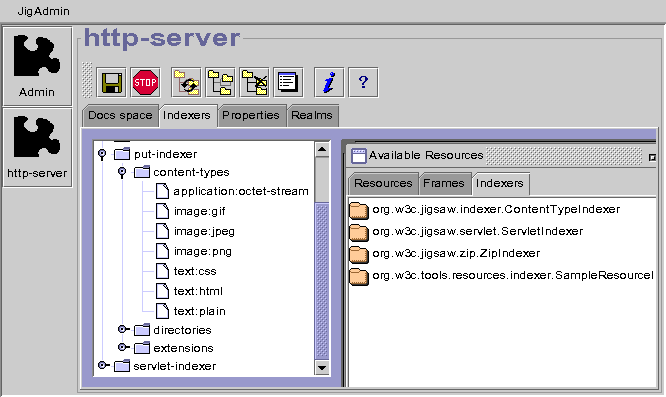 JigAdmin
Admin
http-server
http-server
STOP
i
?
Docs space Indexers Properties Realms
put-indexer
content-types
application:octet-stream
image:gif
image:jpeg
image:png
text:css
text:html
text:plain
directories
extensions
servlet-indexer
Available Resources
Resources Frames Indexers
org.w3c.jigsaw.indexer.ContentTypeIndexer
org.w3c.jigsaw.servlet.ServletIndexer
org.w3c.jigsaw.zip.ZipIndexer
org.w3c.tools.resources.indexer.SampleResourceI